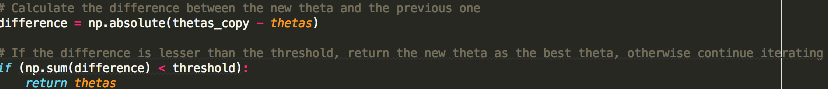 # Calculate the difference between the new theta and the previous one
difference = np.absolute(thetas_copy - thetas)
# If the difference is lesser than the threshold, return the new theta as the best theta, otherwise continue iterating
if (np.sum(difference) < threshold):
return thetas